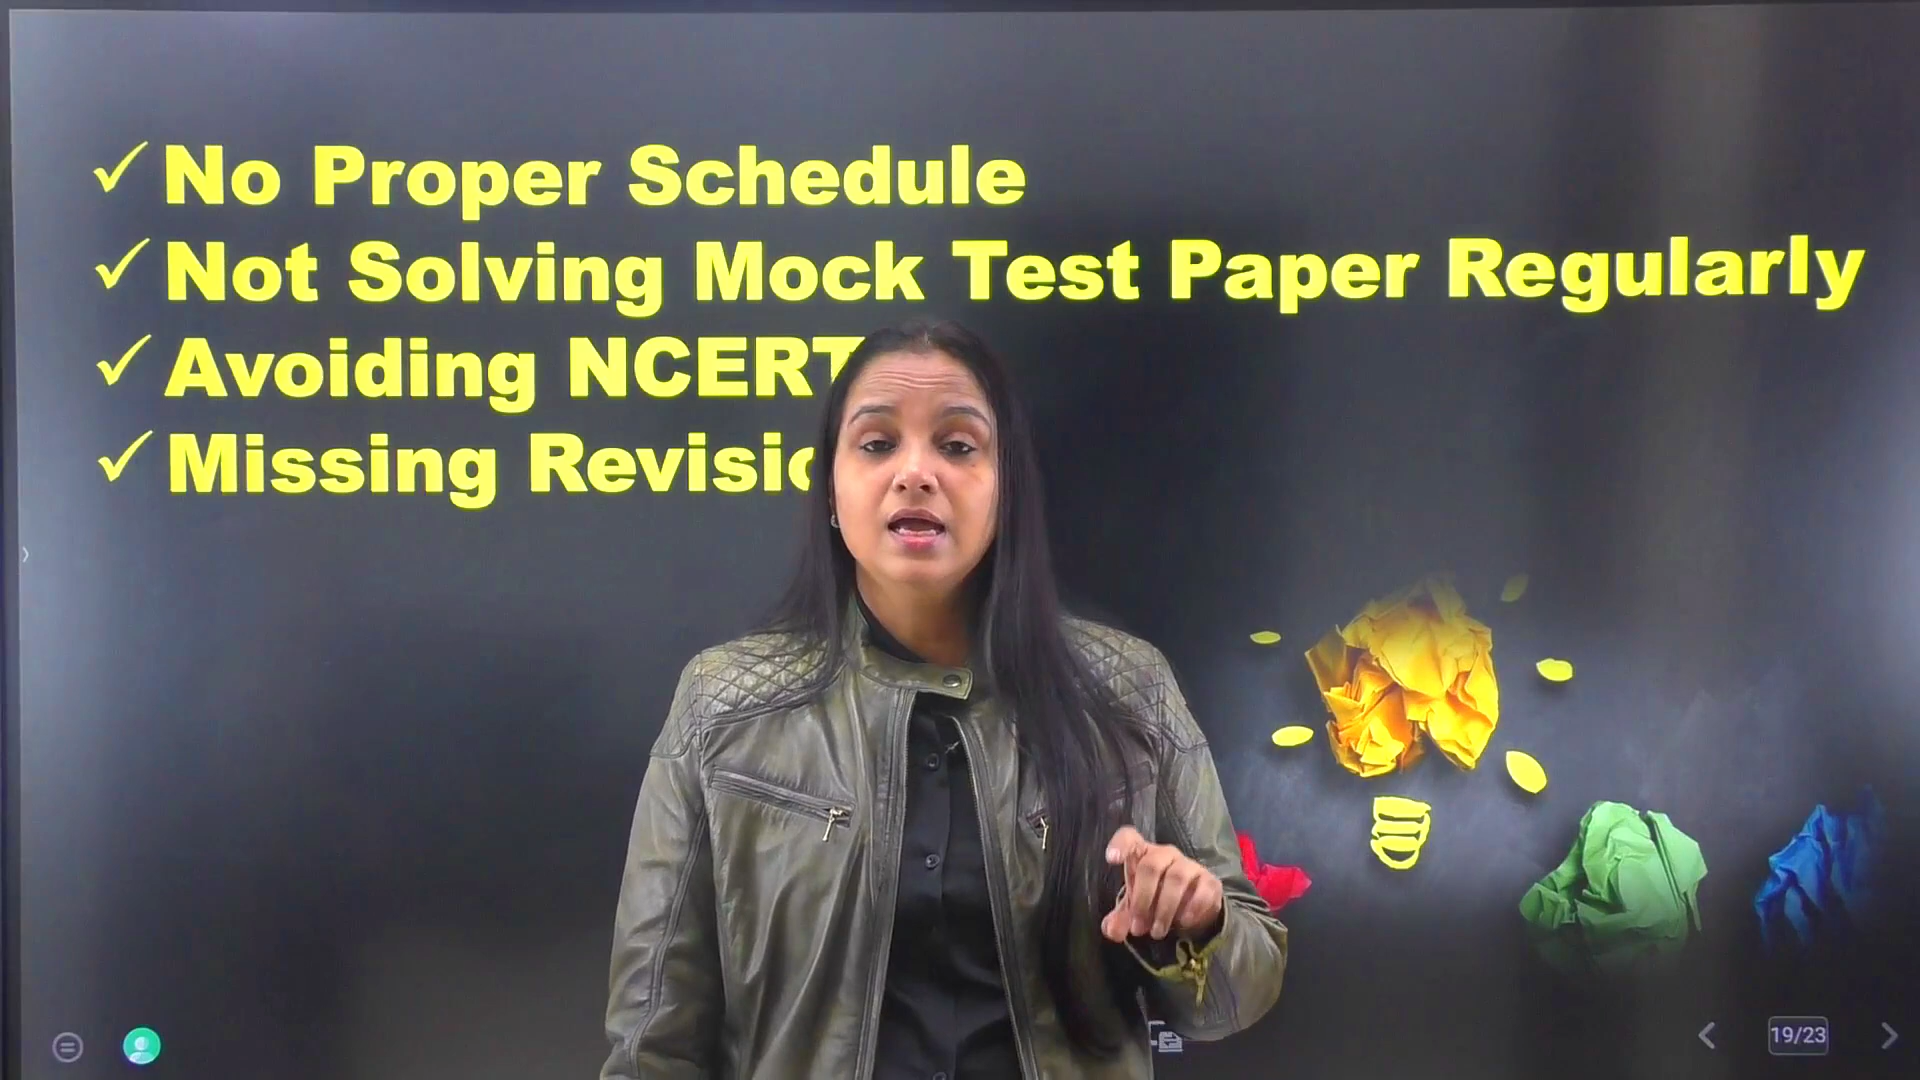 No Proper Schedule
Not Solving Mock Test Paper Regularly
Avoiding NCERT
Missing
19/23